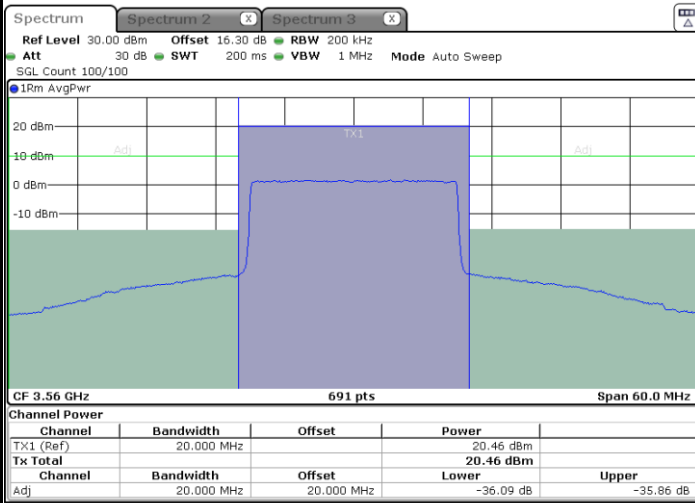 Spectrum Spectrum 2 X Spectrum 3 X
Ref Level 30.00 dBm Offset 16.30 dB RBW 200 kHz
Att 30 dB SWT 200 ms VBW 1 MHz Mode Auto Sweep
SGL Count 100/100
1Rm AvgPwr
20 dBm
TX1
Adj Adj
10 dBm
0 dBm
-10 dBm
CF 3.56 GHz 691 pts Span 60.0 MHz
Channel Power
Channel Bandwidth Offset Power
TX1 (Ref) 20.000 MHz 20.46 dBm
Tx Total 20.46 dBm
Channel Bandwidth Offset Lower Upper
Adj 20.000 MHz 20.000 MHz -36.09 dB -35.86 dB